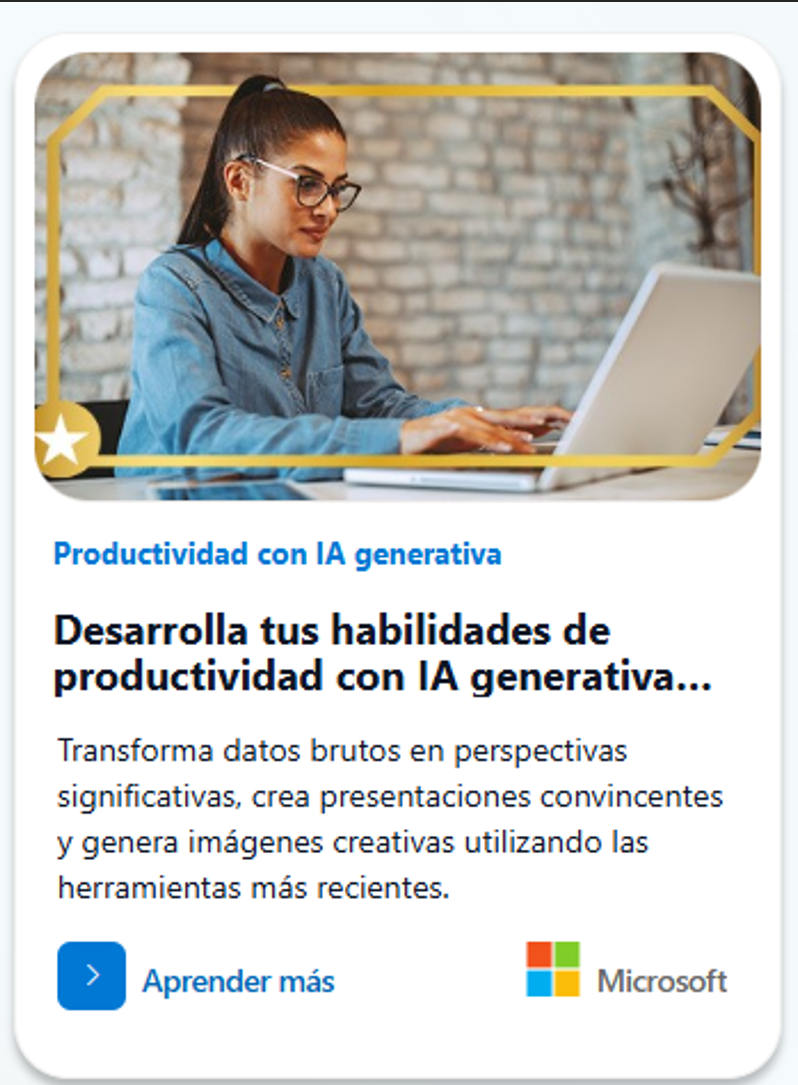 Productividad con IA generativa
Desarrolla tus habilidades de
productividad con IA generativa...
Transforma datos brutos en perspectivas
significativas, crea presentaciones convincentes
y genera imágenes creativas utilizando las
herramientas más recientes.
Aprender más
Microsoft